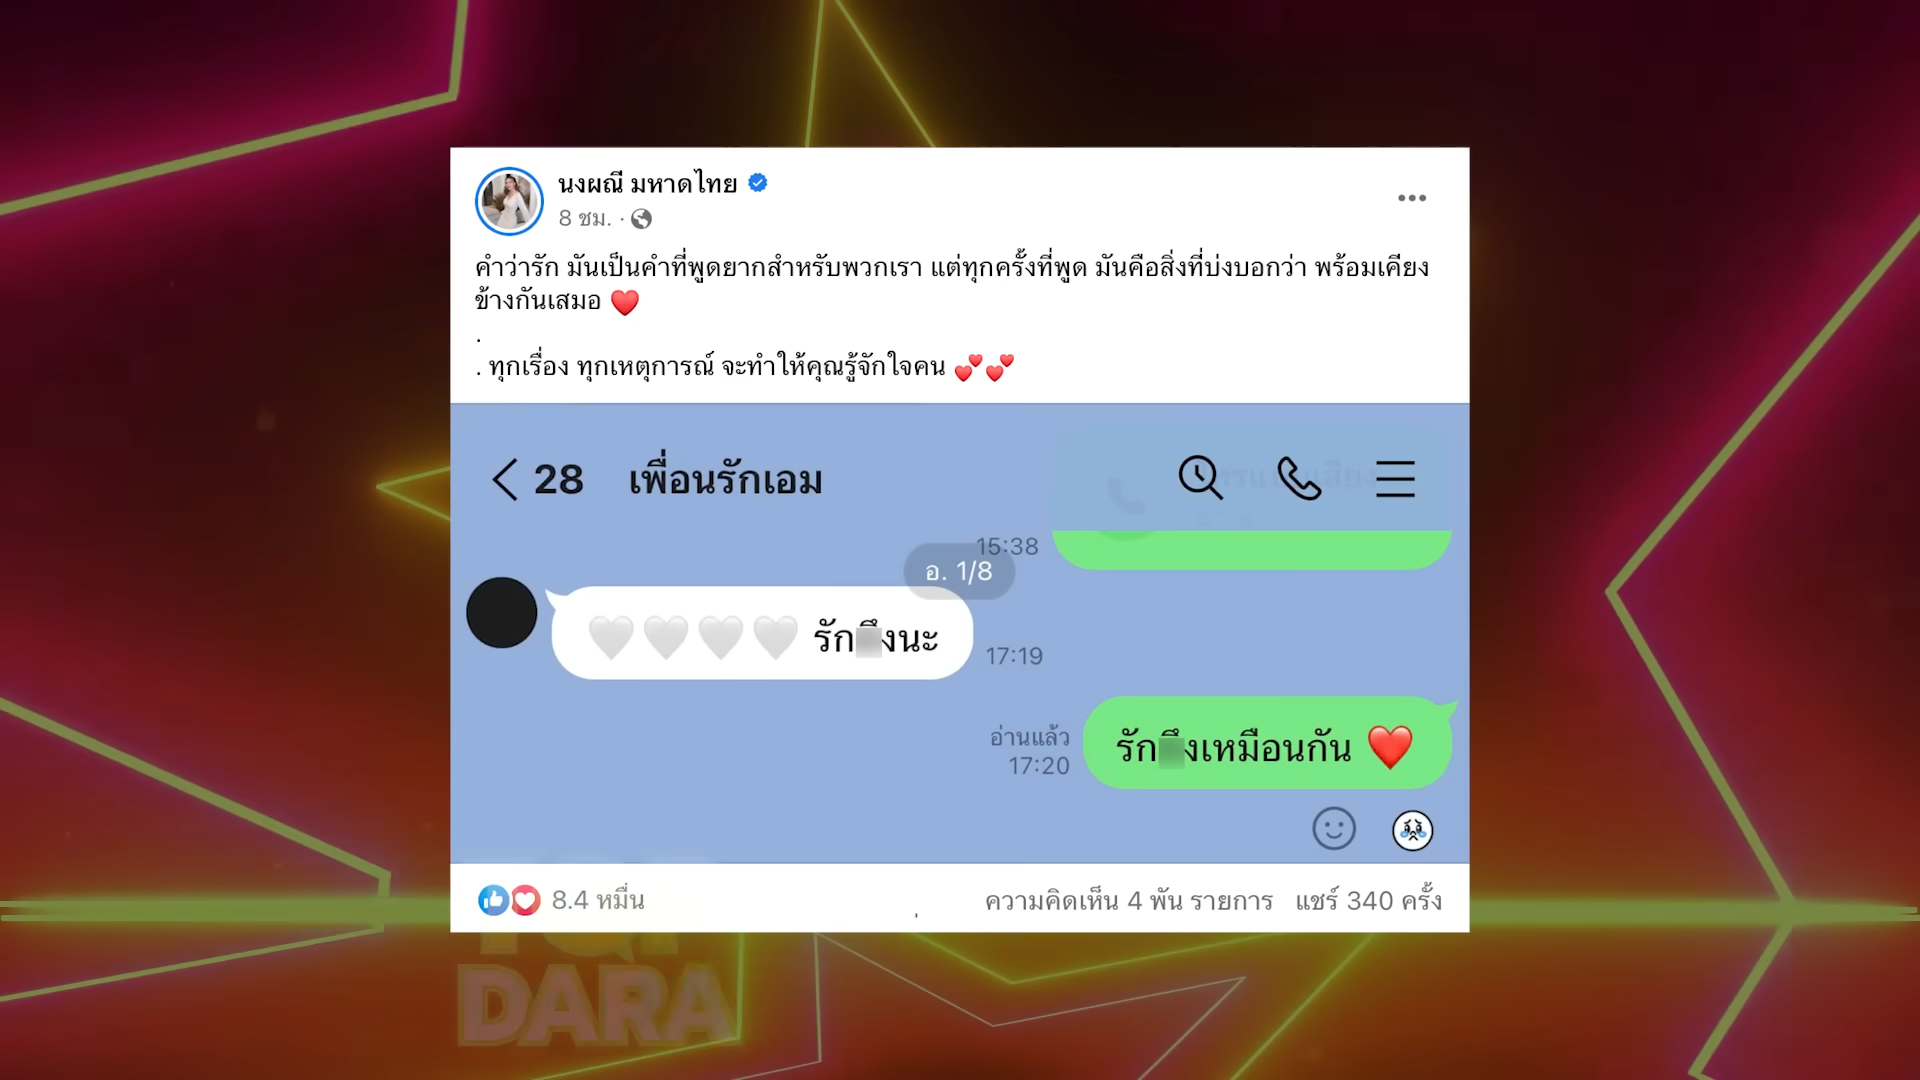 นงผณี มหาดไทย
8 ชม. ·
คำว่ารัก มันเป็นคำที่พูดยากสำหรับพวกเรา แต่ทุกครั้งที่พูด มันคือสิ่งที่บ่งบอกว่า พร้อมเคียง
ข้างกันเสมอ ❤️
.
. ทุกเรื่อง ทุกเหตุการณ์ จะทำให้คุณรู้จักใจคน 💕💕
28 เพื่อนรักเอม
15:38
อ. 1/8
🤍🤍🤍🤍 รัก ึงนะ
17:19
อ่านแล้ว
17:20
รัก ึงเหมือนกัน ❤️
8.4 หมื่น
ความคิดเห็น 4 พัน รายการ แชร์ 340 ครั้ง
DARA